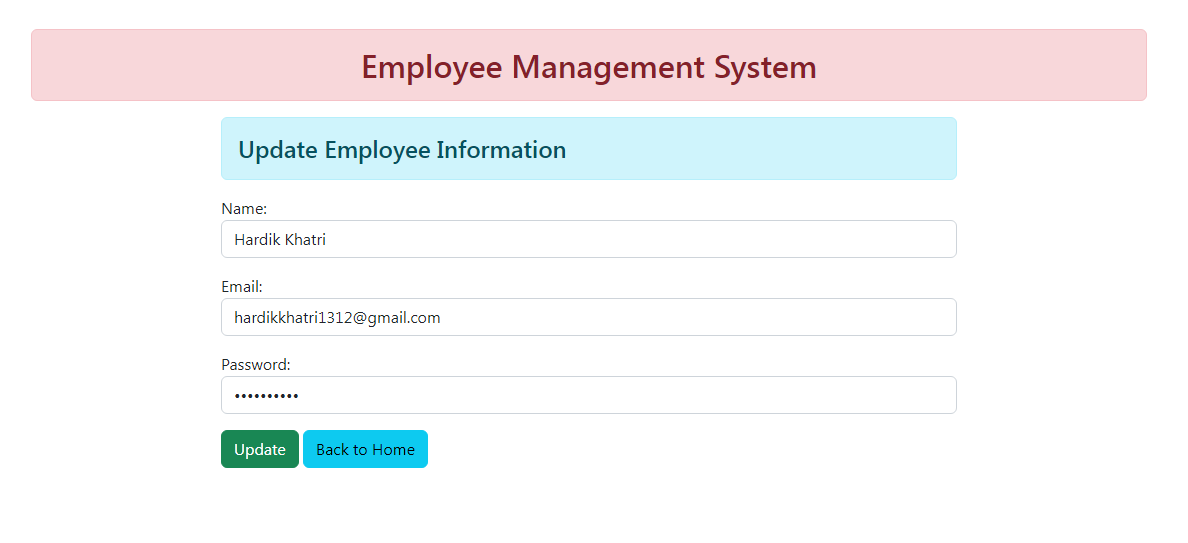 Employee Management System
Update Employee Information
Name:
Hardik Khatri
Email:
hardikkhatri1312@gmail.com
Password:
••••••••••
Update Back to Home